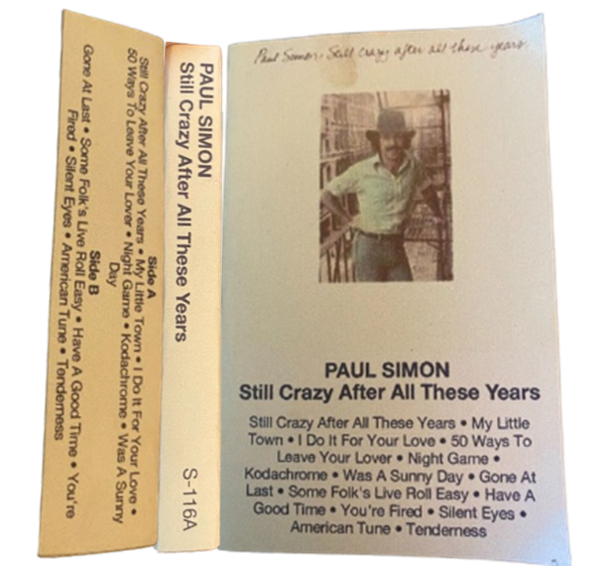 Side A
Still Crazy After All These Years • My Little Town • I Do It For Your Love •
50 Ways To Leave Your Lover • Night Game • Kodachrome • Was A Sunny
Day
Side B
Gone At Last • Some Folk's Live Roll Easy • Have A Good Time • You're
Fired • Silent Eyes • American Tune • Tenderness
PAUL SIMON
Still Crazy After All These Years
S-116A
Paul Simon: Still crazy after all these years
PAUL SIMON
Still Crazy After All These Years
Still Crazy After All These Years • My Little
Town • I Do It For Your Love • 50 Ways To
Leave Your Lover • Night Game •
Kodachrome • Was A Sunny Day • Gone At
Last • Some Folk's Live Roll Easy • Have A
Good Time • You're Fired • Silent Eyes •
American Tune • Tenderness